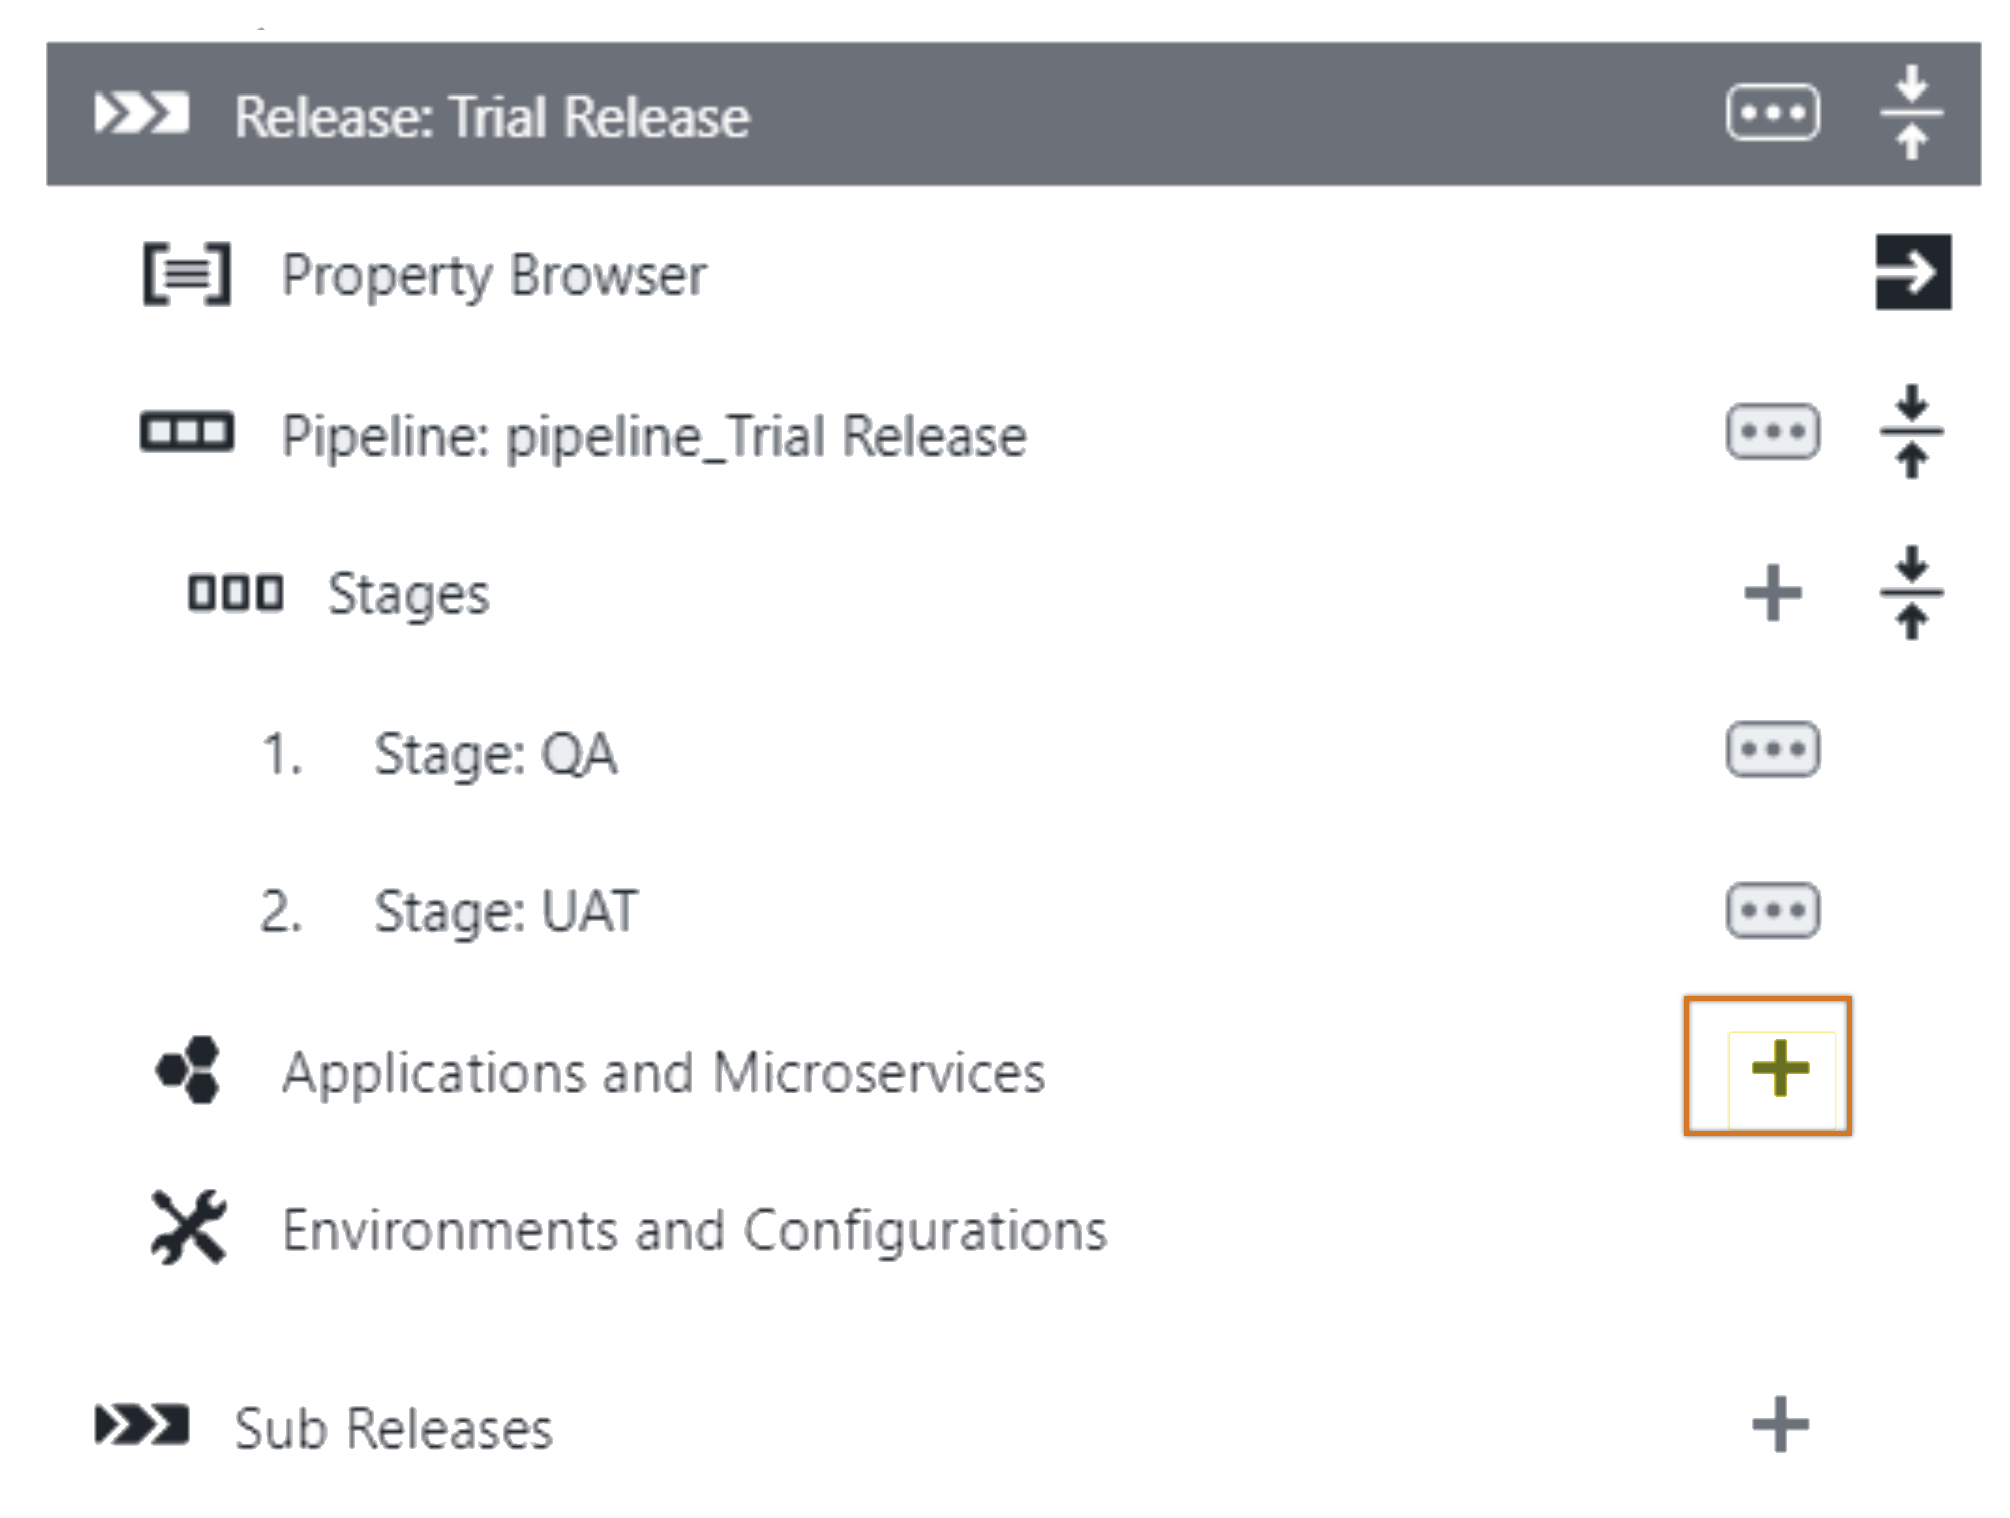 Release: Trial Release
Property Browser
Pipeline: pipeline_Trial Release
Stages
1. Stage: QA
2. Stage: UAT
Applications and Microservices
Environments and Configurations
Sub Releases